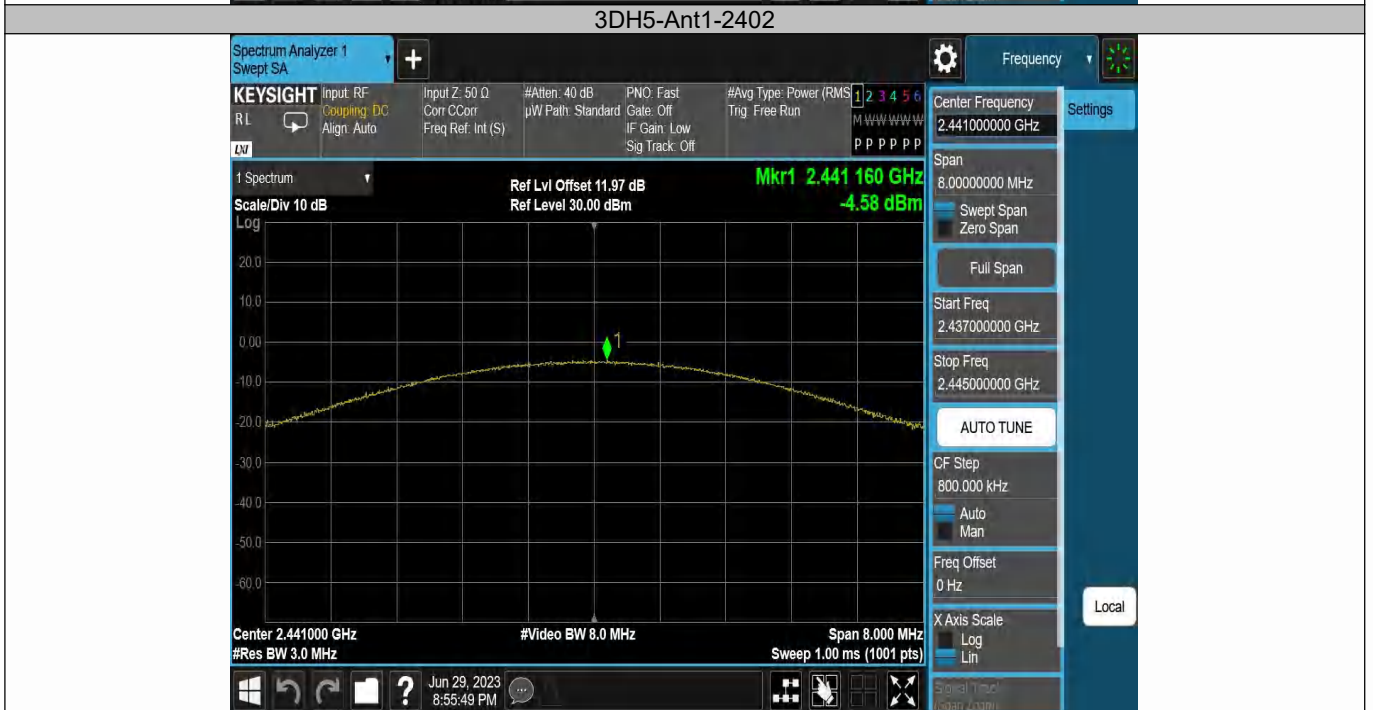 3DH5-Ant1-2402
Spectrum Analyzer 1
Swept SA
+
Frequency
KEYSIGHT
RL
LXI
Input: RF
Coupling: DC
Align: Auto
Input Z: 50 Ω
Corr CCorr
Freq Ref: Int (S)
#Atten: 40 dB
µW Path: Standard
PNO: Fast
Gate: Off
IF Gain: Low
Sig Track: Off
#Avg Type: Power (RMS
Trig: Free Run
1 2 3 4 5 6
M W W W W W
P P P P P P
1 Spectrum
Scale/Div 10 dB
Log
Ref Lvl Offset 11.97 dB
Ref Level 30.00 dBm
Mkr1 2.441 160 GHz
-4.58 dBm
20.0
10.0
0.00
-10.0
-20.0
-30.0
-40.0
-50.0
-60.0
1
Center 2.441000 GHz
#Res BW 3.0 MHz
#Video BW 8.0 MHz
Span 8.000 MHz
Sweep 1.00 ms (1001 pts)
Center Frequency
2.441000000 GHz
Settings
Span
8.00000000 MHz
Swept Span
Zero Span
Full Span
Start Freq
2.437000000 GHz
Stop Freq
2.445000000 GHz
AUTO TUNE
CF Step
800.000 kHz
Auto
Man
Freq Offset
0 Hz
X Axis Scale
Log
Lin
Local
Signal Track
(Span Zoom)
?
Jun 29, 2023
8:55:49 PM